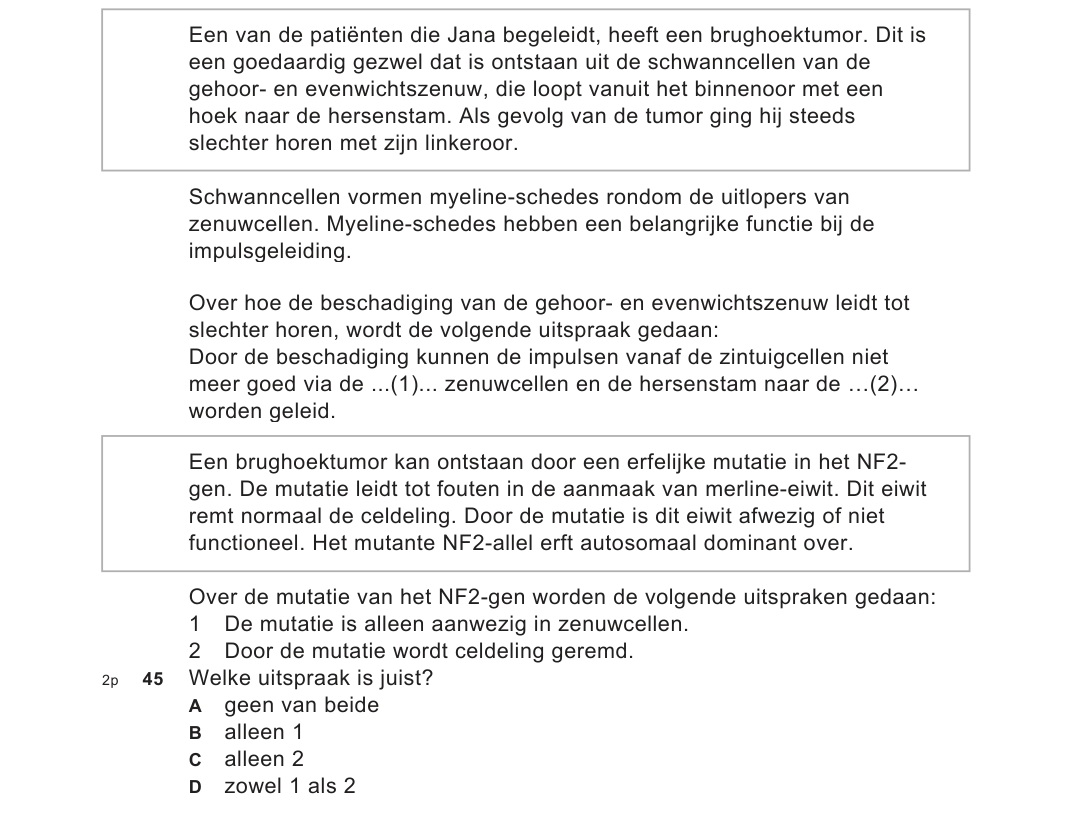 Een van de patiënten die Jana begeleidt, heeft een brughoektumor. Dit is
een goedaardig gezwel dat is ontstaan uit de schwanncellen van de
gehoor- en evenwichtszenuw, die loopt vanuit het binnenoor met een
hoek naar de hersenstam. Als gevolg van de tumor ging hij steeds
slechter horen met zijn linkeroor.
Schwanncellen vormen myeline-schedes rondom de uitlopers van
zenuwcellen. Myeline-schedes hebben een belangrijke functie bij de
impulsgeleiding.
Over hoe de beschadiging van de gehoor- en evenwichtszenuw leidt tot
slechter horen, wordt de volgende uitspraak gedaan:
Door de beschadiging kunnen de impulsen vanaf de zintuigcellen niet
meer goed via de ...(1)... zenuwcellen en de hersenstam naar de …(2)…
worden geleid.
Een brughoektumor kan ontstaan door een erfelijke mutatie in het NF2-
gen. De mutatie leidt tot fouten in de aanmaak van merline-eiwit. Dit eiwit
remt normaal de celdeling. Door de mutatie is dit eiwit afwezig of niet
functioneel. Het mutante NF2-allel erft autosomaal dominant over.
Over de mutatie van het NF2-gen worden de volgende uitspraken gedaan:
1 De mutatie is alleen aanwezig in zenuwcellen.
2 Door de mutatie wordt celdeling geremd.
2p 45 Welke uitspraak is juist?
A geen van beide
B alleen 1
C alleen 2
D zowel 1 als 2